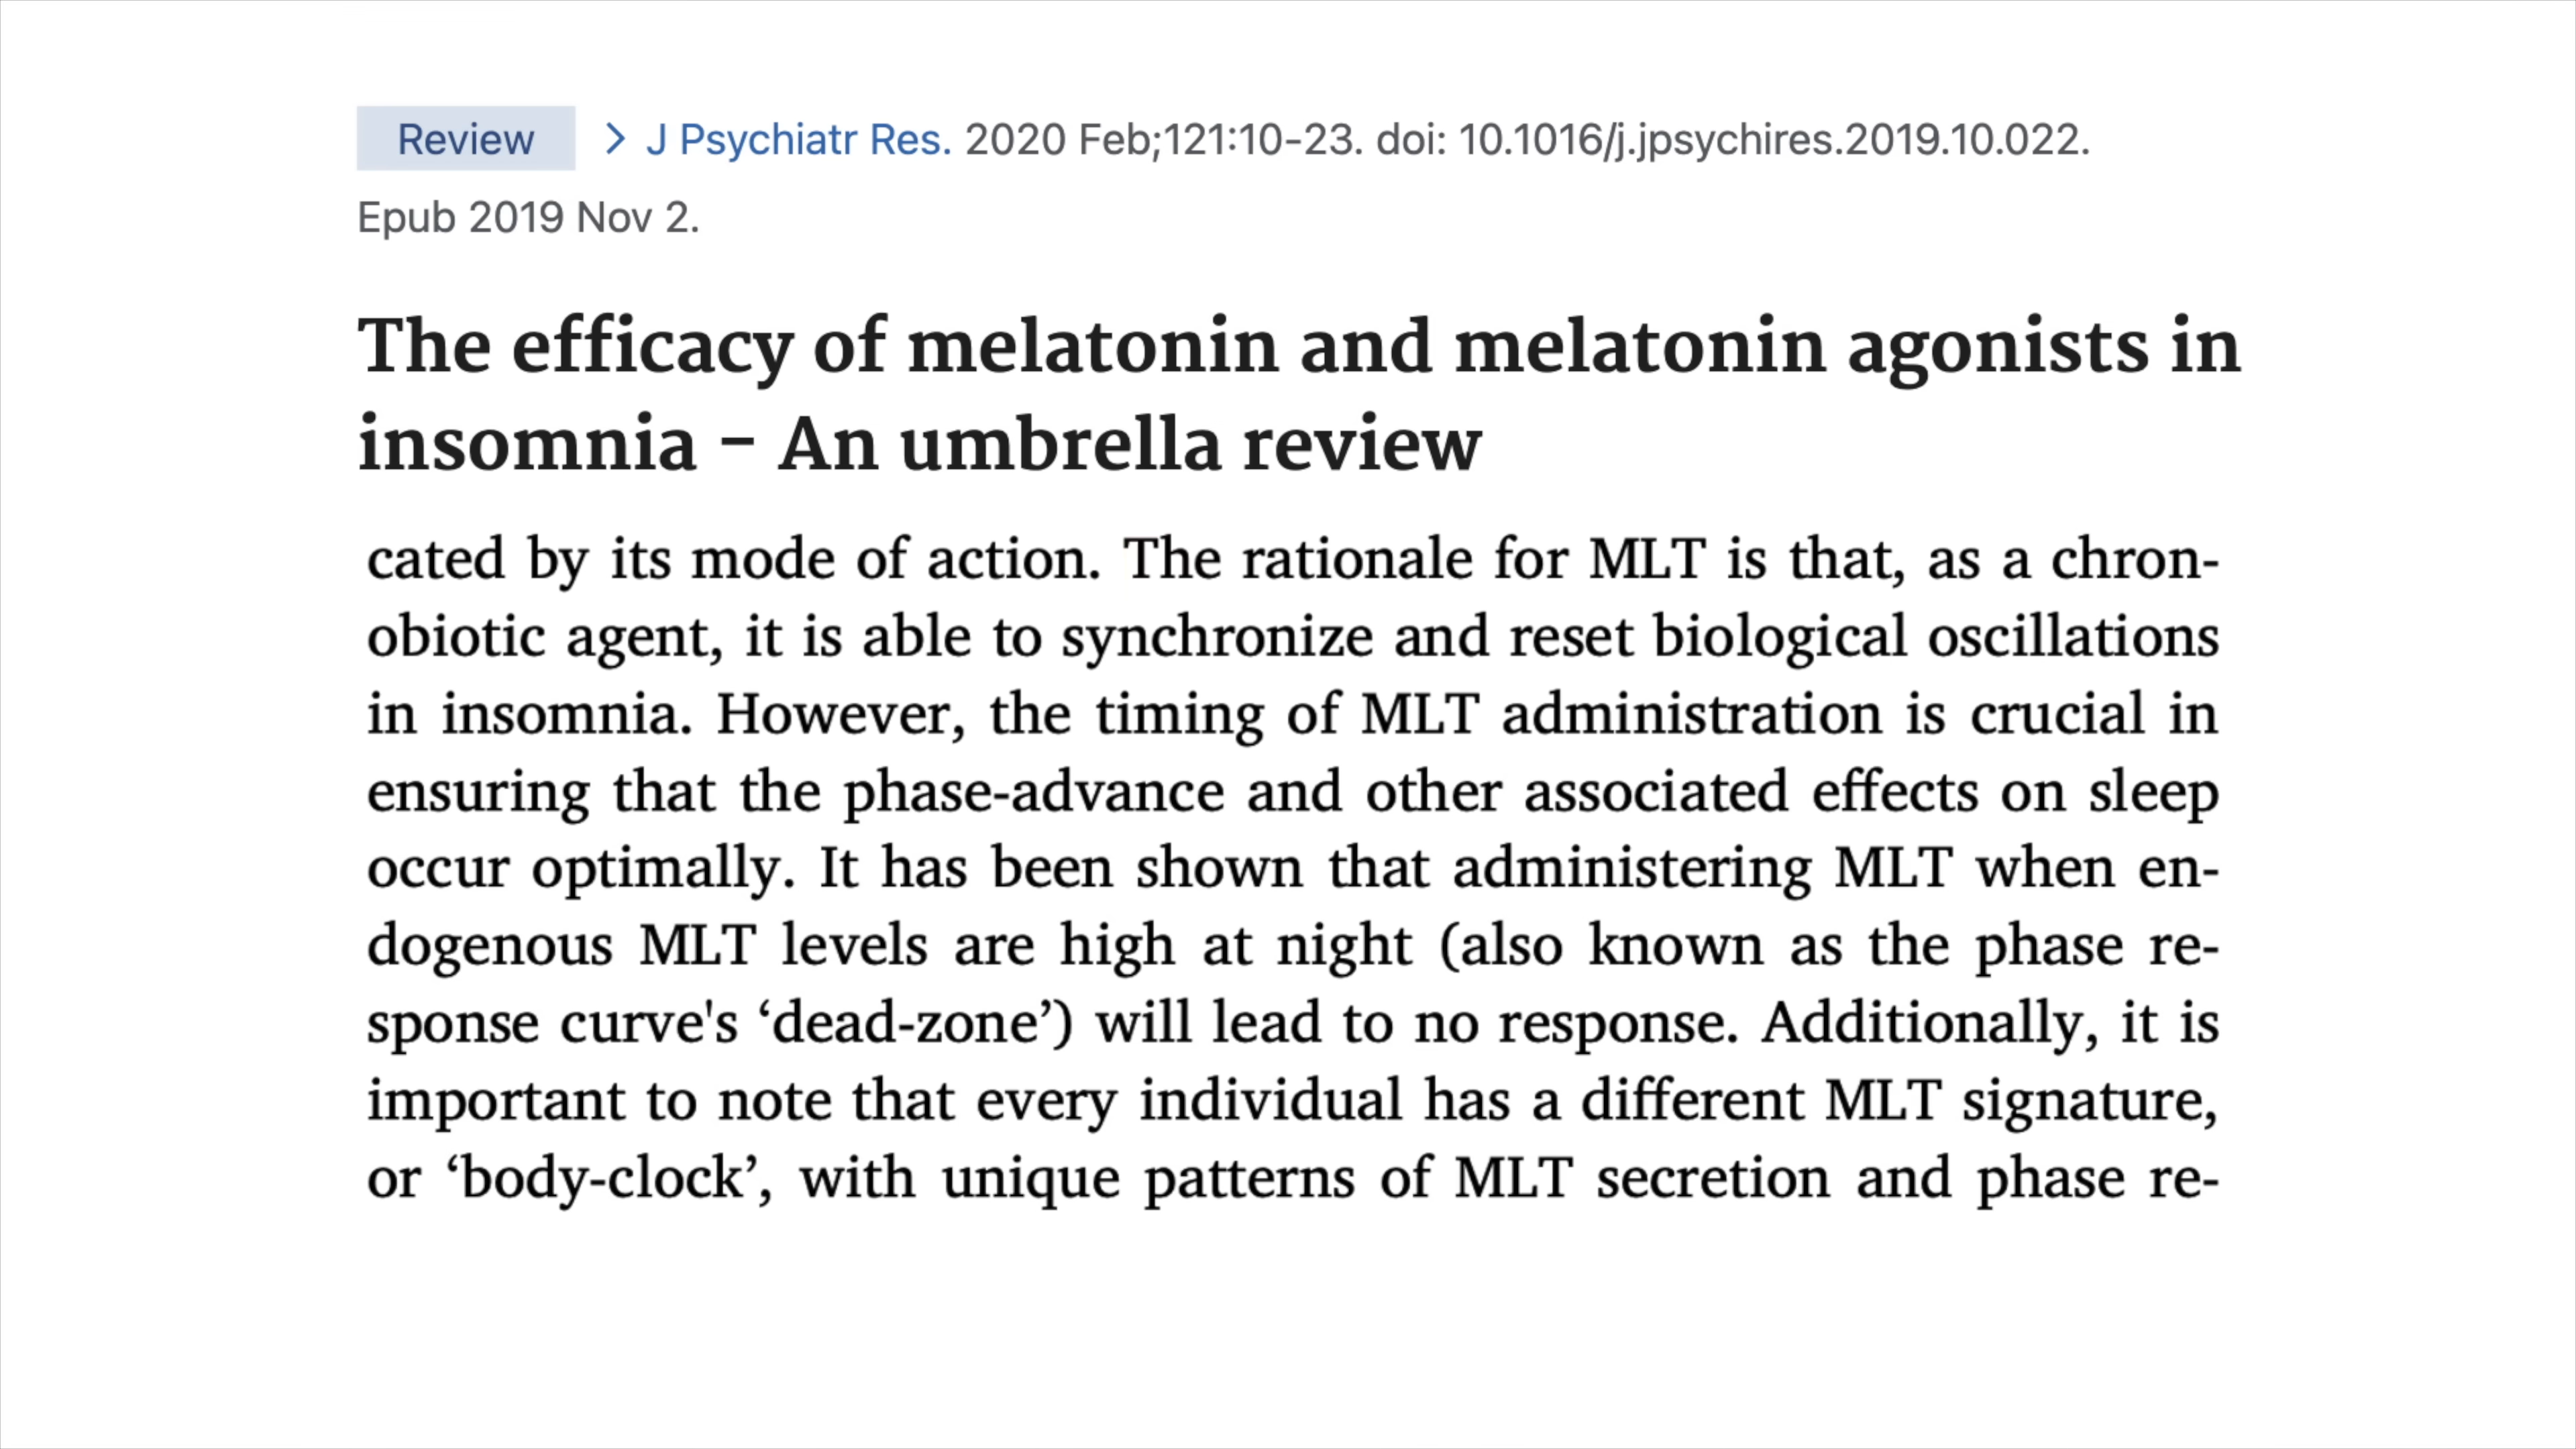 Review > J Psychiatr Res. 2020 Feb;121:10-23. doi: 10.1016/j.jpsychires.2019.10.022.
Epub 2019 Nov 2.
The efficacy of melatonin and melatonin agonists in
insomnia - An umbrella review
cated by its mode of action. The rationale for MLT is that, as a chron-
obiotic agent, it is able to synchronize and reset biological oscillations
in insomnia. However, the timing of MLT administration is crucial in
ensuring that the phase-advance and other associated effects on sleep
occur optimally. It has been shown that administering MLT when en-
dogenous MLT levels are high at night (also known as the phase re-
sponse curve's ‘dead-zone’) will lead to no response. Additionally, it is
important to note that every individual has a different MLT signature,
or ‘body-clock’, with unique patterns of MLT secretion and phase re-